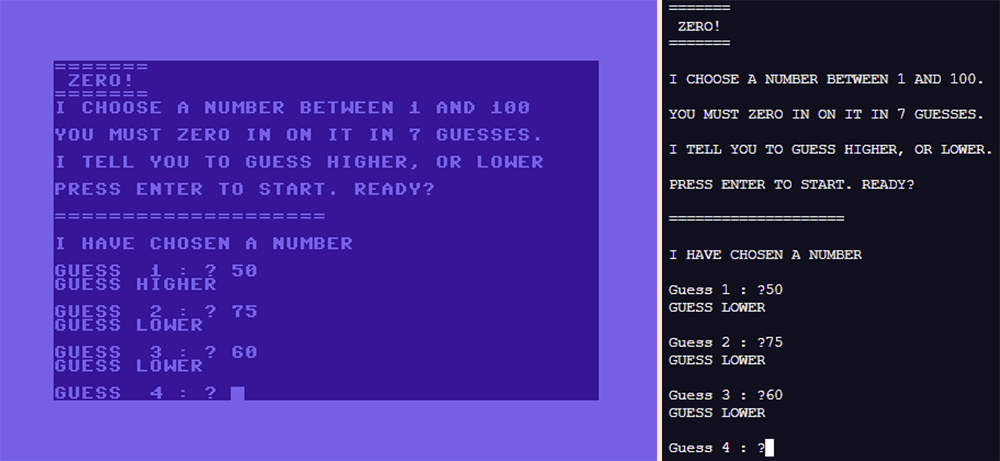 =======
ZERO!
=======
I CHOOSE A NUMBER BETWEEN 1 AND 100
YOU MUST ZERO IN ON IT IN 7 GUESSES.
I TELL YOU TO GUESS HIGHER, OR LOWER
PRESS ENTER TO START. READY?
=====================
I HAVE CHOSEN A NUMBER
GUESS  1 : ? 50
GUESS HIGHER
GUESS  2 : ? 75
GUESS LOWER
GUESS  3 : ? 60
GUESS LOWER
GUESS  4 : ?
=======
ZERO!
=======
I CHOOSE A NUMBER BETWEEN 1 AND 100.
YOU MUST ZERO IN ON IT IN 7 GUESSES.
I TELL YOU TO GUESS HIGHER, OR LOWER.
PRESS ENTER TO START. READY?
====================
I HAVE CHOSEN A NUMBER
Guess 1 : ?50
GUESS LOWER
Guess 2 : ?75
GUESS LOWER
Guess 3 : ?60
GUESS LOWER
Guess 4 : ?